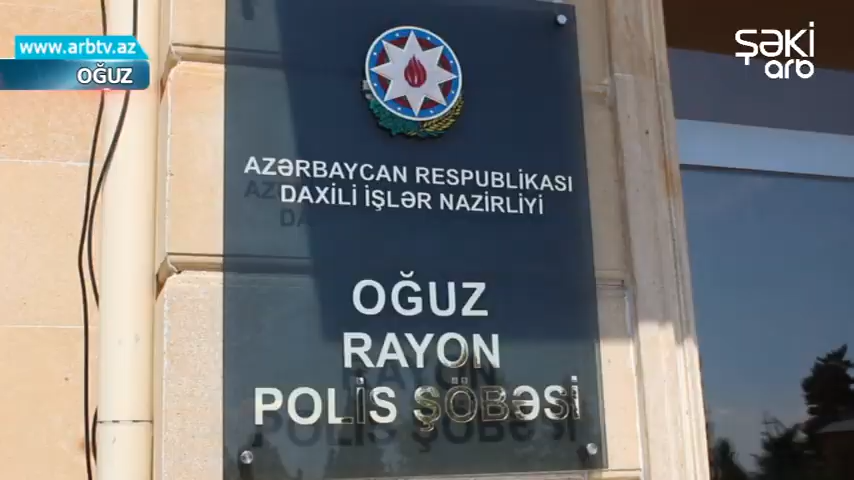 www.arbtv.az
OĞUZ
şəki
arb
AZƏRBAYCAN RESPUBLİKASI
DAXİLİ İŞLƏR NAZİRLİYİ
OĞUZ
RAYON
POLİS ŞÖBƏSİ